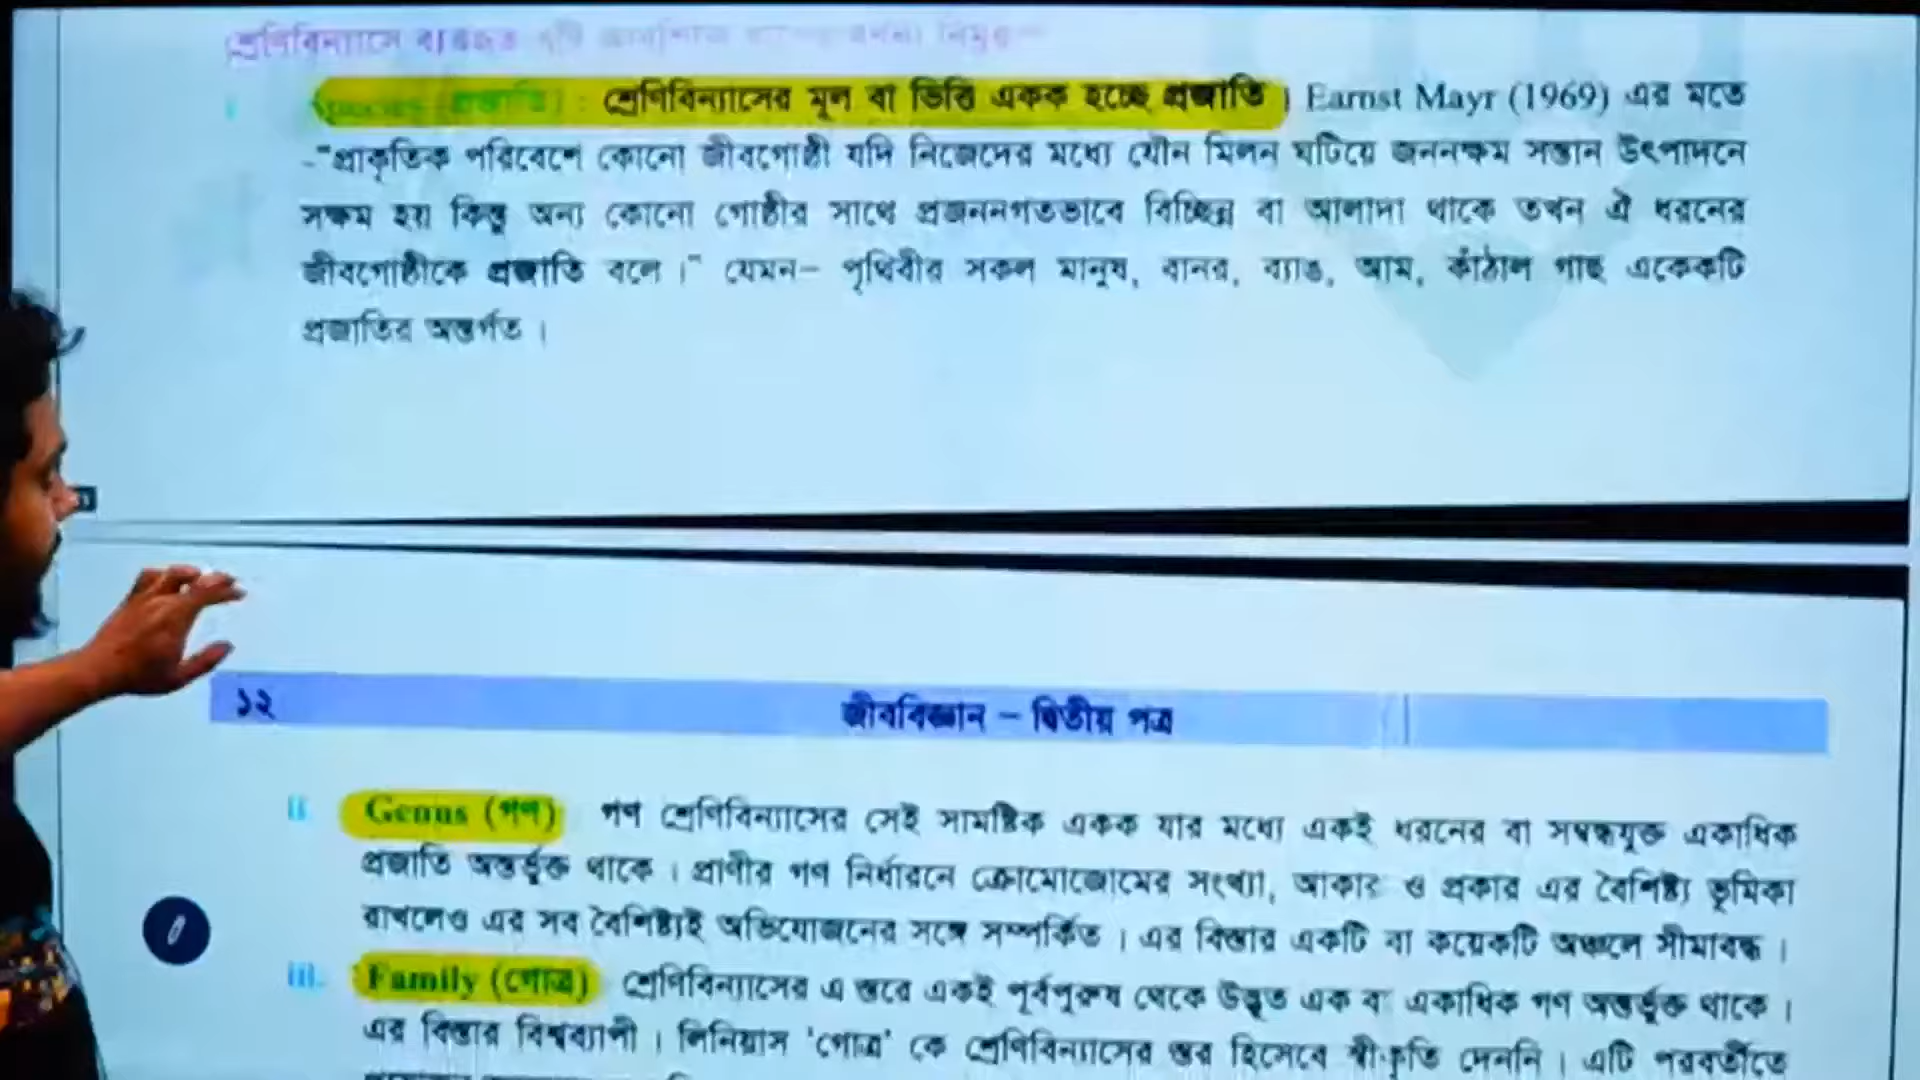 শ্রেণিবিন্যাসে
i. Species (প্রজাতি) : শ্রেণিবিন্যাসের মূল বা ভিত্তি একক হচ্ছে প্রজাতি। Earnst Mayr (1969) এর মতে
-"প্রাকৃতিক পরিবেশে কোনো জীবগোষ্ঠী যদি নিজেদের মধ্যে যৌন মিলন ঘটিয়ে জননক্ষম সন্তান উৎপাদনে
সক্ষম হয় কিন্তু অন্য কোনো গোষ্ঠীর সাথে প্রজননগতভাবে বিচ্ছিন্ন বা আলাদা থাকে তখন ঐ ধরনের
জীবগোষ্ঠীকে প্রজাতি বলে।" যেমন– পৃথিবীর সকল মানুষ, বানর, ব্যাঙ, আম, কাঁঠাল গাছ একেকটি
প্রজাতির অন্তর্গত।
১২ জীববিজ্ঞান – দ্বিতীয় পত্র
ii. Genus (গণ) গণ শ্রেণিবিন্যাসের সেই সামষ্টিক একক যার মধ্যে একই ধরনের বা সম্বন্ধযুক্ত একাধিক
প্রজাতি অন্তর্ভুক্ত থাকে। প্রাণীর গণ নির্ধারনে ক্রোমোজোমের সংখ্যা, আকার ও প্রকার এর বৈশিষ্ট্য ভূমিকা
রাখলেও এর সব বৈশিষ্ট্যই অভিযোজনের সঙ্গে সম্পর্কিত। এর বিস্তার একটি বা কয়েকটি অঞ্চলে সীমাবদ্ধ।
iii. Family (গোত্র) শ্রেণিবিন্যাসের এ স্তরে একই পূর্বপুরুষ থেকে উদ্ভূত এক বা একাধিক গণ অন্তর্ভুক্ত থাকে।
এর বিস্তার বিশ্বব্যাপী। লিনিয়াস 'গোত্র' কে শ্রেণিবিন্যাসের স্তর হিসেবে স্বীকৃতি দেননি। এটি পরবর্তীতে